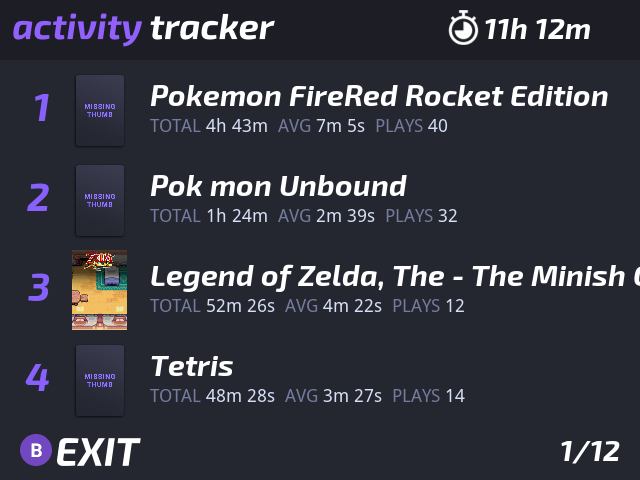 activity tracker
11h 12m
1
MISSING
THUMB
Pokemon FireRed Rocket Edition
TOTAL 4h 43m AVG 7m 5s PLAYS 40
2
MISSING
THUMB
Pok mon Unbound
TOTAL 1h 24m AVG 2m 39s PLAYS 32
3
Legend of Zelda, The - The Minish
TOTAL 52m 26s AVG 4m 22s PLAYS 12
4
MISSING
THUMB
Tetris
TOTAL 48m 28s AVG 3m 27s PLAYS 14
B EXIT
1/12